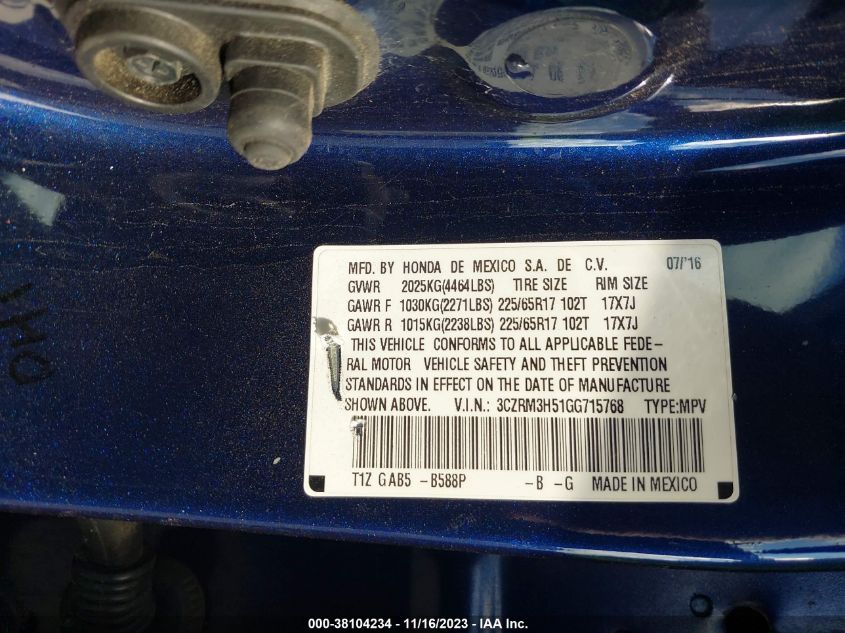 MFD. BY HONDA DE MEXICO S.A. DE C.V. 07/'16
GVWR 2025KG(4464LBS) TIRE SIZE RIM SIZE
GAWR F 1030KG(2271LBS) 225/65R17 102T 17X7J
GAWR R 1015KG(2238LBS) 225/65R17 102T 17X7J
THIS VEHICLE CONFORMS TO ALL APPLICABLE FEDE-
RAL MOTOR VEHICLE SAFETY AND THEFT PREVENTION
STANDARDS IN EFFECT ON THE DATE OF MANUFACTURE
SHOWN ABOVE. V.I.N.: 3CZRM3H51GG715768 TYPE:MPV
T1Z GAB5 -B588P -B -G MADE IN MEXICO
000-38104234 - 11/16/2023 - IAA Inc.